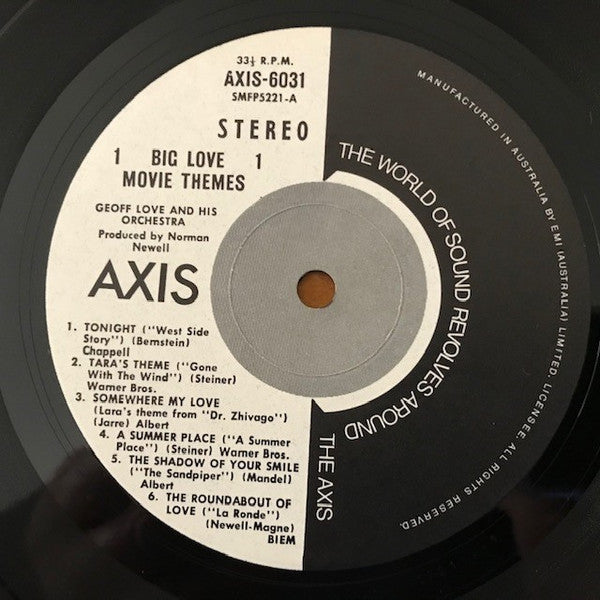 33⅓ R.P.M.
AXIS-6031
SMFP5221-A
STEREO
1 BIG LOVE 1
MOVIE THEMES
GEOFF LOVE AND HIS
ORCHESTRA
Produced by Norman
Newell
AXIS
1. TONIGHT ("West Side
Story") (Bemstein)
Chappell
2. TARA'S THEME ("Gone
With The Wind") (Steiner)
Warner Bros.
3. SOMEWHERE MY LOVE
(Lara's theme from "Dr. Zhivago")
(Jarre) Albert
4. A SUMMER PLACE ("A Summer
Place") (Steiner) Warner Bros.
5. THE SHADOW OF YOUR SMILE
("The Sandpiper") (Mandel)
Albert
6. THE ROUNDABOUT OF
LOVE ("La Ronde")
(Newell-Magne)
BIEM
THE WORLD OF SOUND REVOLVES AROUND
THE AXIS
MANUFACTURED IN AUSTRALIA BY EMI (AUSTRALIA) LIMITED. LICENSEE ALL RIGHTS RESERVED.